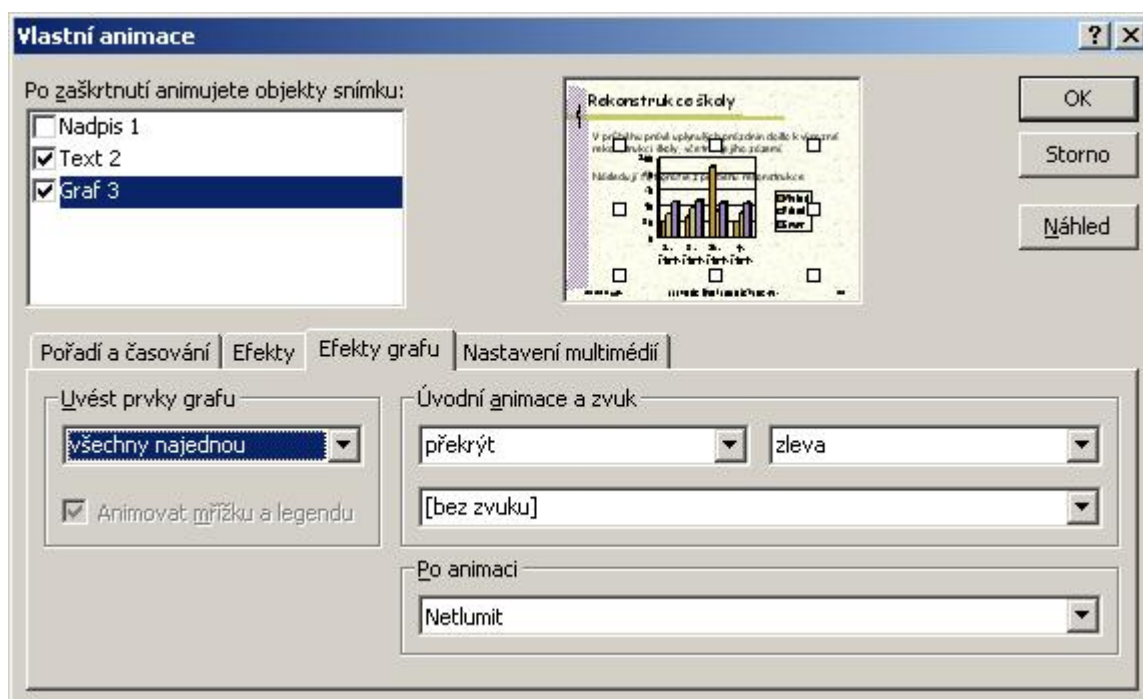 Vlastní animace
Po zaškrtnutí animujete objekty snímku:
Nadpis 1
Text 2
Graf 3
Rekonstrukce školy
OK
Storno
Náhled
Pořadí a časování
Efekty
Efekty grafu
Nastavení multimédií
Uvést prvky grafu
všechny najednou
Animovat mřížku a legendu
Úvodní animace a zvuk
překrýt
zleva
[bez zvuku]
Po animaci
Netlumit